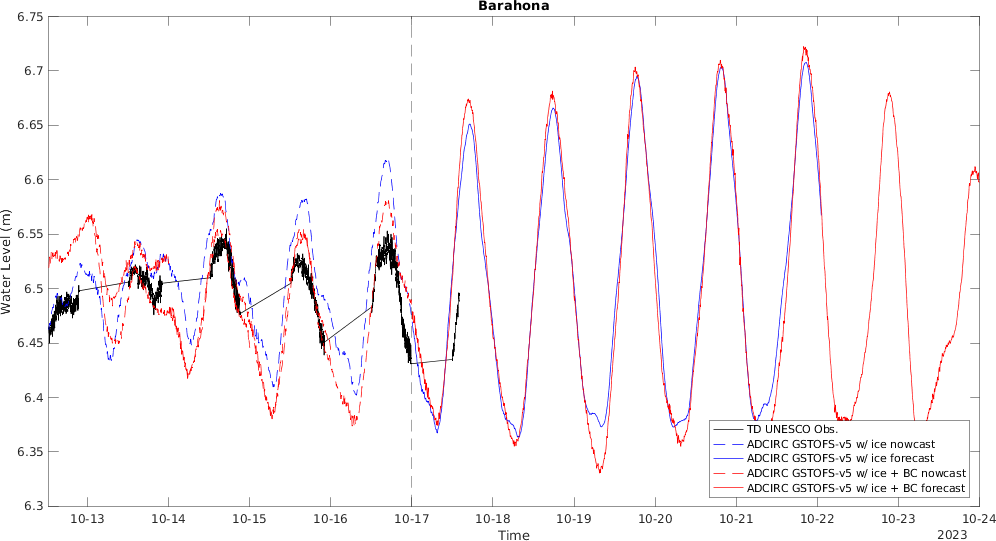 Barahona
6.75
6.7
6.65
6.6
6.55
6.5
6.45
6.4
6.35
6.3
Water Level (m)
TD UNESCO Obs.
ADCIRC GSTOFS-v5 w/ ice nowcast
ADCIRC GSTOFS-v5 w/ ice forecast
ADCIRC GSTOFS-v5 w/ ice + BC nowcast
ADCIRC GSTOFS-v5 w/ ice + BC forecast
10-13 10-14 10-15 10-16 10-17 10-18 10-19 10-20 10-21 10-22 10-23 10-24
Time
2023